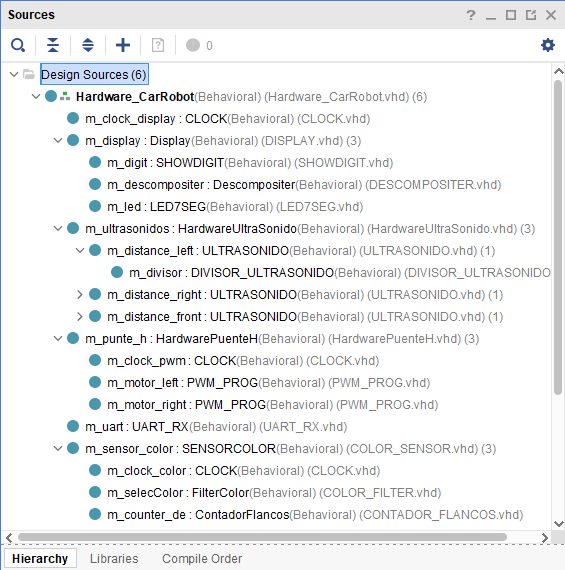 Sources
? _ □ ✕
0
Design Sources (6)
Hardware_CarRobot(Behavioral) (Hardware_CarRobot.vhd) (6)
m_clock_display : CLOCK(Behavioral) (CLOCK.vhd)
m_display : Display(Behavioral) (DISPLAY.vhd) (3)
m_digit : SHOWDIGIT(Behavioral) (SHOWDIGIT.vhd)
m_descompositer : Descompositer(Behavioral) (DESCOMPOSITER.vhd)
m_led : LED7SEG(Behavioral) (LED7SEG.vhd)
m_ultrasonidos : HardwareUltraSonido(Behavioral) (HardwareUltraSonido.vhd) (3)
m_distance_left : ULTRASONIDO(Behavioral) (ULTRASONIDO.vhd) (1)
m_divisor : DIVISOR_ULTRASONIDO(Behavioral) (DIVISOR_ULTRASONIDO
m_distance_right : ULTRASONIDO(Behavioral) (ULTRASONIDO.vhd) (1)
m_distance_front : ULTRASONIDO(Behavioral) (ULTRASONIDO.vhd) (1)
m_punte_h : HardwarePuenteH(Behavioral) (HardwarePuenteH.vhd) (3)
m_clock_pwm : CLOCK(Behavioral) (CLOCK.vhd)
m_motor_left : PWM_PROG(Behavioral) (PWM_PROG.vhd)
m_motor_right : PWM_PROG(Behavioral) (PWM_PROG.vhd)
m_uart : UART_RX(Behavioral) (UART_RX.vhd)
m_sensor_color : SENSORCOLOR(Behavioral) (COLOR_SENSOR.vhd) (3)
m_clock_color : CLOCK(Behavioral) (CLOCK.vhd)
m_selecColor : FilterColor(Behavioral) (COLOR_FILTER.vhd)
m_counter_de : ContadorFlancos(Behavioral) (CONTADOR_FLANCOS.vhd)
Hierarchy Libraries Compile Order